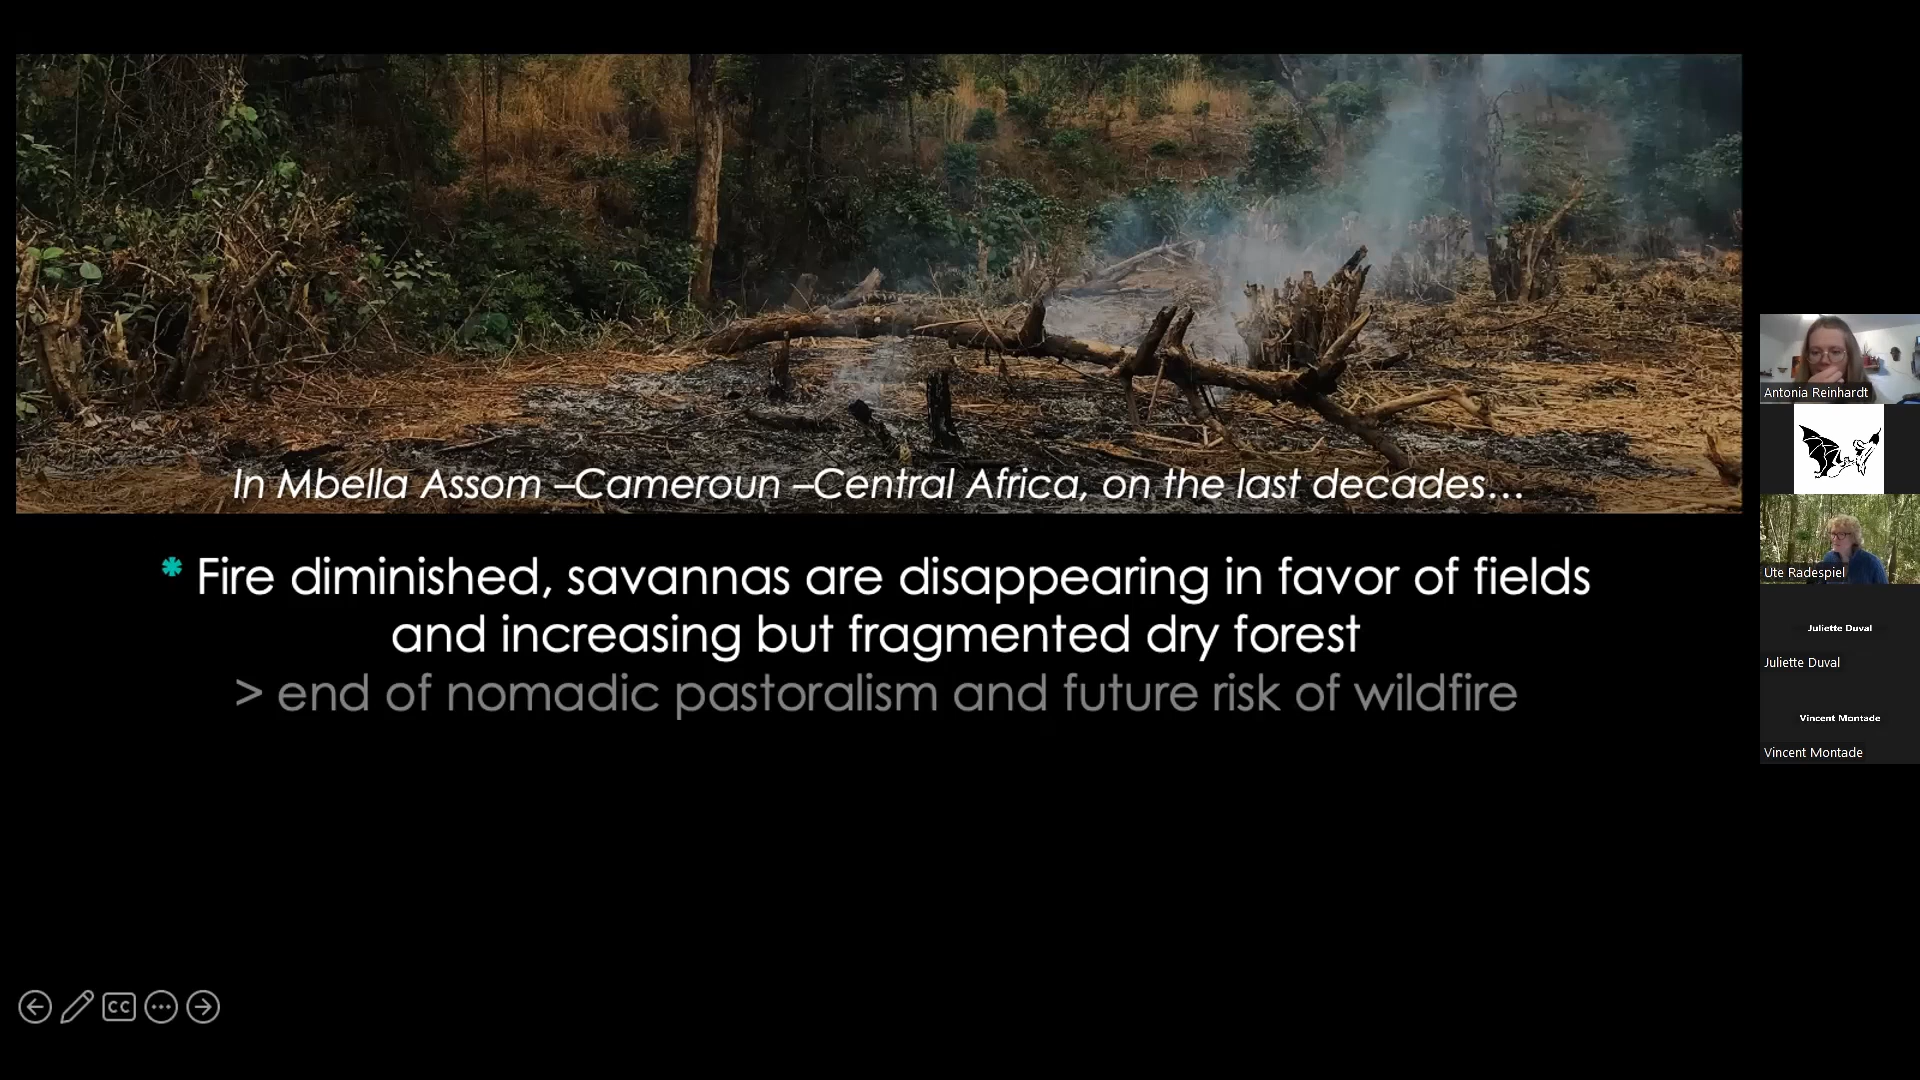 In Mbella Assom –Cameroun –Central Africa, on the last decades...
* Fire diminished, savannas are disappearing in favor of fields
and increasing but fragmented dry forest
> end of nomadic pastoralism and future risk of wildfire
Antonia Reinhardt
Ute Radespiel
Juliette Duval
Juliette Duval
Vincent Montade
Vincent Montade
CC